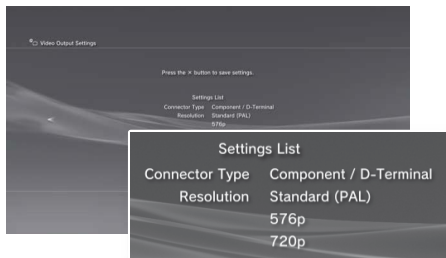 Video Output Settings
Press the × button to save settings.
Settings List
Connector Type Component / D-Terminal
Resolution Standard (PAL)
576p
Settings List
Connector Type Component / D-Terminal
Resolution Standard (PAL)
576p
720p